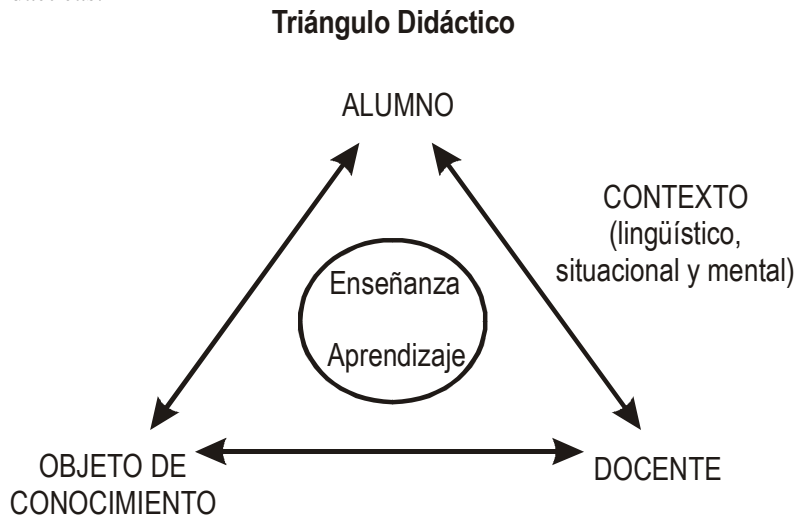 Triángulo Didáctico
ALUMNO
CONTEXTO
(lingüístico,
situacional y mental)
Enseñanza
Aprendizaje
OBJETO DE
CONOCIMIENTO
DOCENTE